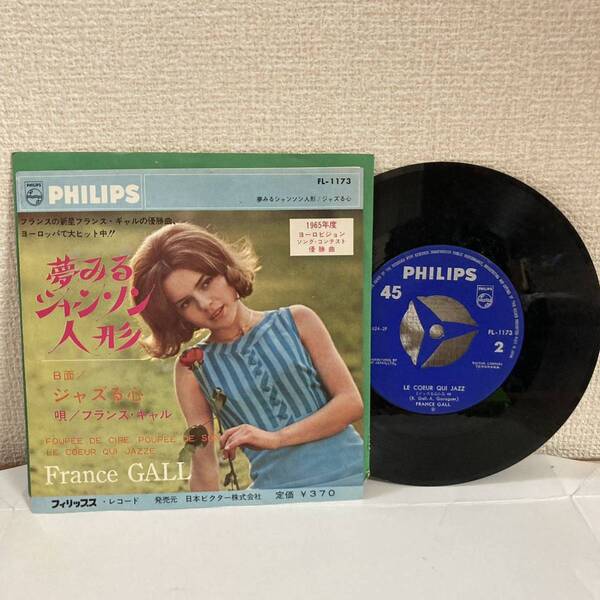 PHILIPS
FL-1173
夢みるシャンソン人形/ジャズる心
フランスの新星フランス・ギャルの優勝曲、
ヨーロッパで大ヒット中!!
1965年度
ヨーロビジョン
ソング・コンテスト
優勝曲
夢みる
シャンソン
人形
B面/
ジャズる心
唄/フランス・ギャル
POUPÉE DE CIRE, POUPÉE DE SON
LE COEUR QUI JAZZE
France GALL
フィリップス・レコード 発売元 日本ビクター株式会社 定価 ¥370
PHILIPS
45
PHILIPS
FL-1173
2
LE COEUR QUI JAZZ
FRANCE GALL